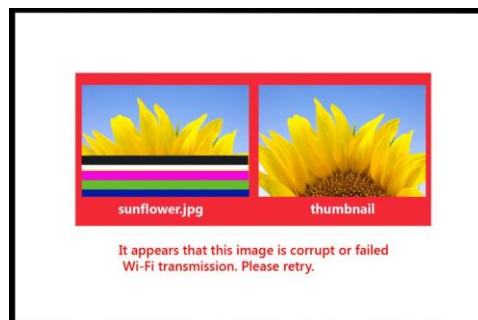 sunflower.jpg
thumbnail
It appears that this image is corrupt or failed
Wi-Fi transmission. Please retry.